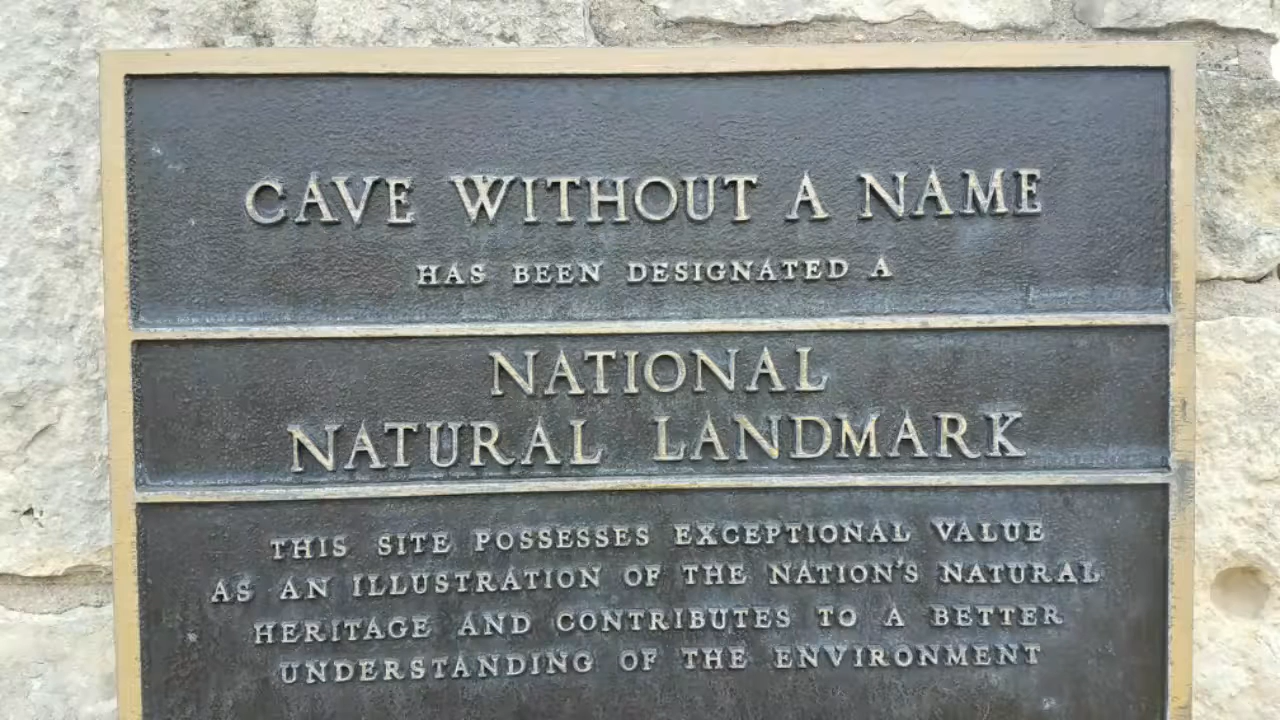 CAVE WITHOUT A NAME
HAS BEEN DESIGNATED A
NATIONAL
NATURAL LANDMARK
THIS SITE POSSESSES EXCEPTIONAL VALUE
AS AN ILLUSTRATION OF THE NATION'S NATURAL
HERITAGE AND CONTRIBUTES TO A BETTER
UNDERSTANDING OF THE ENVIRONMENT